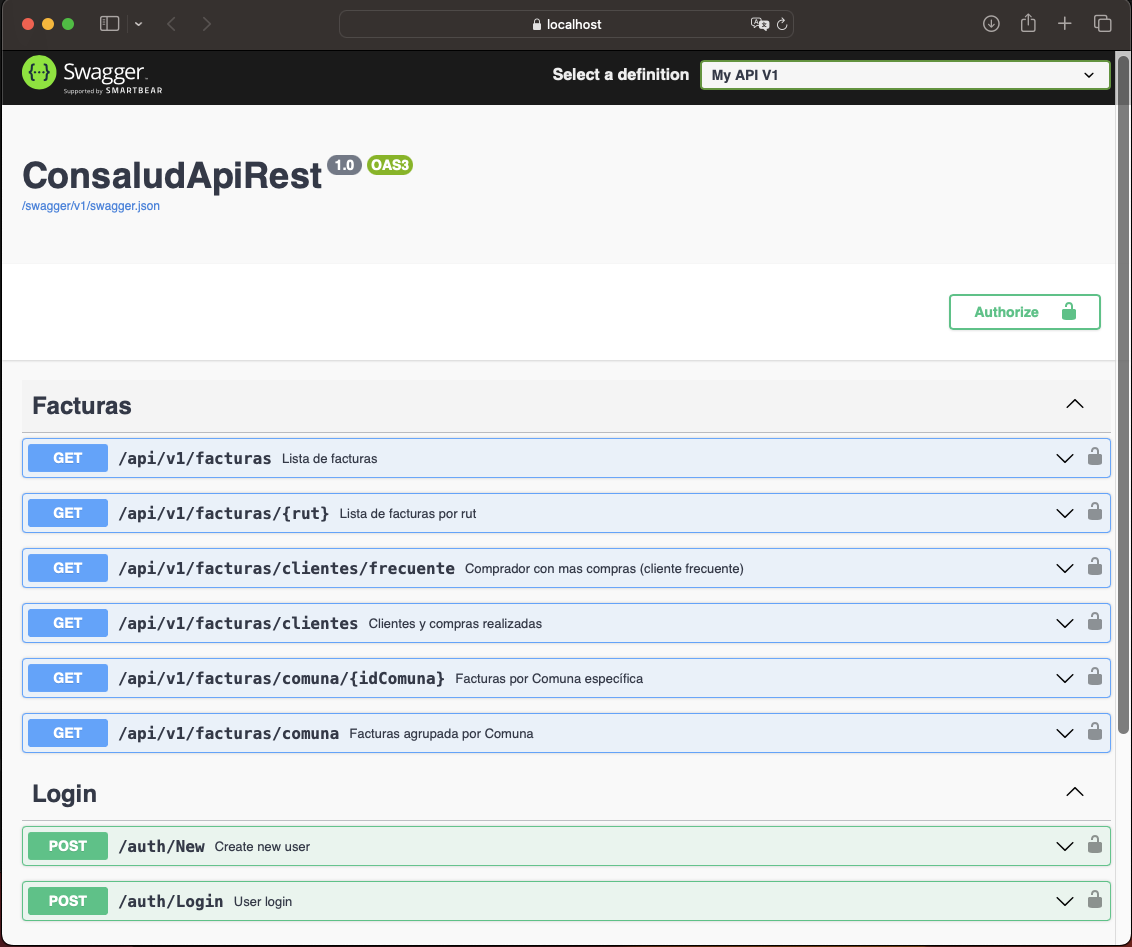 localhost
Swagger
Supported by SMARTBEAR
Select a definition
My API V1
ConsaludApiRest 1.0 OAS3
/swagger/v1/swagger.json
Authorize
Facturas
GET /api/v1/facturas Lista de facturas
GET /api/v1/facturas/{rut} Lista de facturas por rut
GET /api/v1/facturas/clientes/frecuente Comprador con mas compras (cliente frecuente)
GET /api/v1/facturas/clientes Clientes y compras realizadas
GET /api/v1/facturas/comuna/{idComuna} Facturas por Comuna específica
GET /api/v1/facturas/comuna Facturas agrupada por Comuna
Login
POST /auth/New Create new user
POST /auth/Login User login